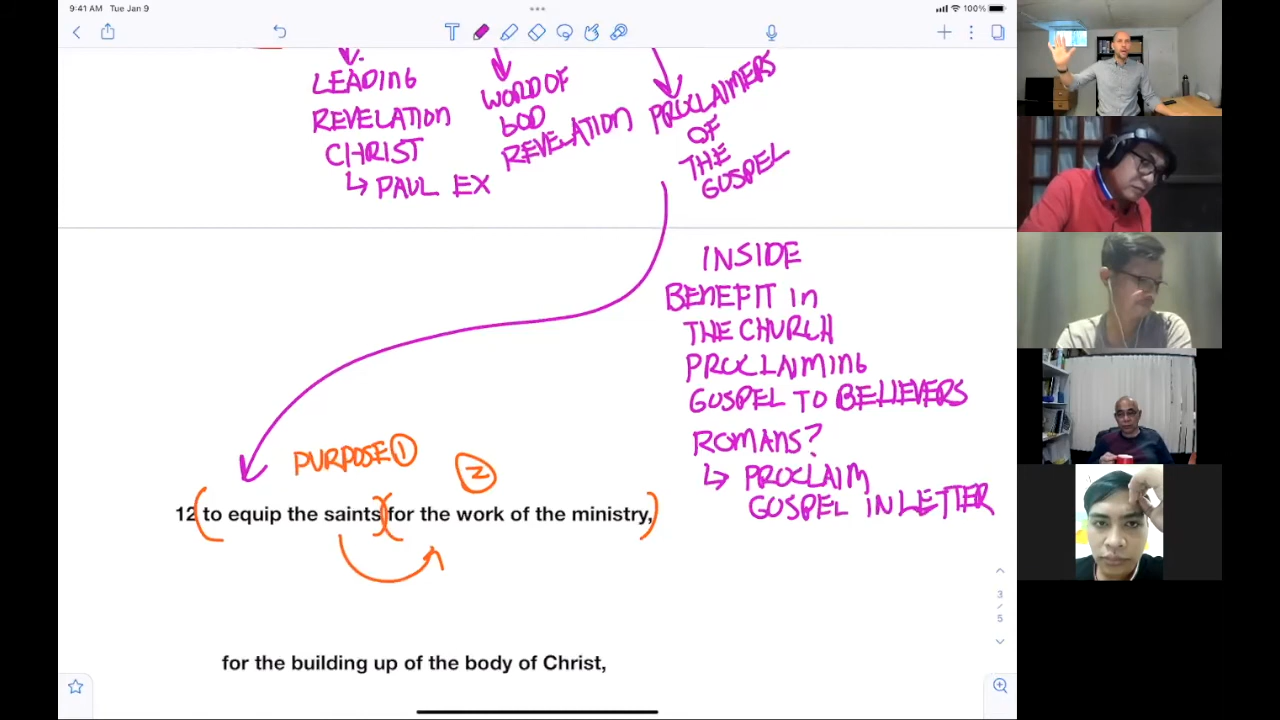 9:41 AM Tue Jan 9
100%
LEADING
REVELATION
CHRIST
↳ PAUL EX
WORD OF
GOD
REVELATION
PROCLAIMERS
OF
THE
GOSPEL
INSIDE
BENEFIT in
THE CHURCH
PROCLAIMING
GOSPEL TO BELIEVERS
ROMANS?
↳ PROCLAIM
GOSPEL IN LETTER
PURPOSE ①
②
12 to equip the saints for the work of the ministry,
for the building up of the body of Christ,
3
/
5